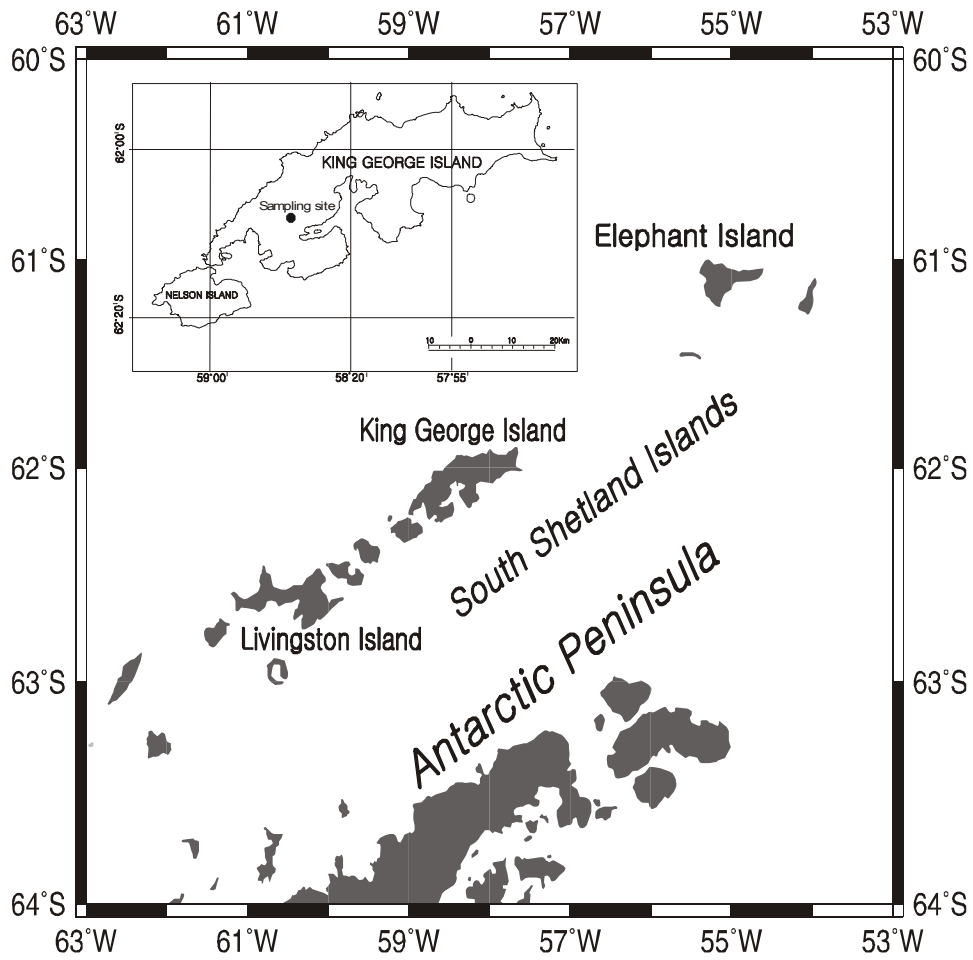 63˚W 61˚W 59˚W 57˚W 55˚W 53˚W
60˚S 60˚S
62˚00'S
KING GEORGE ISLAND
Sampling site
Elephant Island
61˚S 61˚S
NELSON ISLAND
62˚20'S
10 0 10 20Km
59˚00' 58˚20' 57˚55'
South Shetland Islands
King George Island
62˚S 62˚S
Antarctic Peninsula
Livingston Island
63˚S 63˚S
64˚S 64˚S
63˚W 61˚W 59˚W 57˚W 55˚W 53˚W